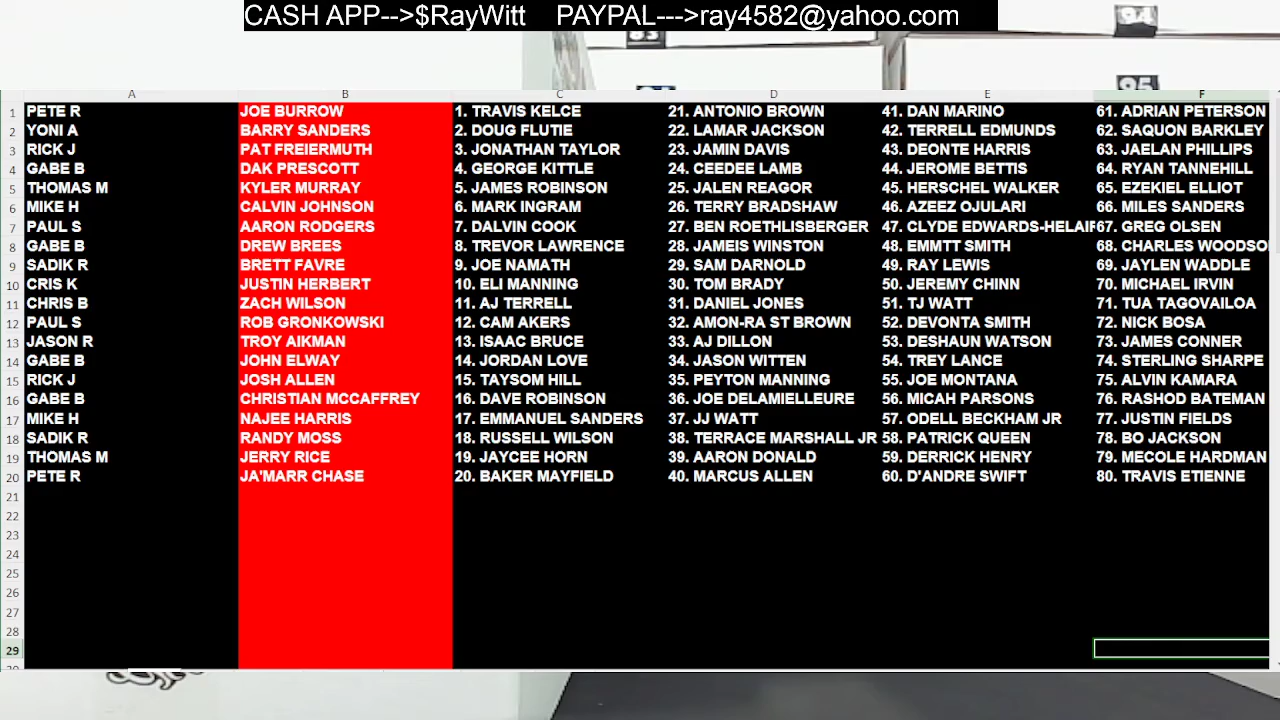 CASH APP-->$RayWitt PAYPAL--->ray4582@yahoo.com
94
95
A B C D E F
1 PETE R JOE BURROW 1. TRAVIS KELCE 21. ANTONIO BROWN 41. DAN MARINO 61. ADRIAN PETERSON
2 YONI A BARRY SANDERS 2. DOUG FLUTIE 22. LAMAR JACKSON 42. TERRELL EDMUNDS 62. SAQUON BARKLEY
3 RICK J PAT FREIERMUTH 3. JONATHAN TAYLOR 23. JAMIN DAVIS 43. DEONTE HARRIS 63. JAELAN PHILLIPS
4 GABE B DAK PRESCOTT 4. GEORGE KITTLE 24. CEEDEE LAMB 44. JEROME BETTIS 64. RYAN TANNEHILL
5 THOMAS M KYLER MURRAY 5. JAMES ROBINSON 25. JALEN REAGOR 45. HERSCHEL WALKER 65. EZEKIEL ELLIOT
6 MIKE H CALVIN JOHNSON 6. MARK INGRAM 26. TERRY BRADSHAW 46. AZEEZ OJULARI 66. MILES SANDERS
7 PAUL S AARON RODGERS 7. DALVIN COOK 27. BEN ROETHLISBERGER 47. CLYDE EDWARDS-HELAIR 67. GREG OLSEN
8 GABE B DREW BREES 8. TREVOR LAWRENCE 28. JAMEIS WINSTON 48. EMMTT SMITH 68. CHARLES WOODSO
9 SADIK R BRETT FAVRE 9. JOE NAMATH 29. SAM DARNOLD 49. RAY LEWIS 69. JAYLEN WADDLE
10 CRIS K JUSTIN HERBERT 10. ELI MANNING 30. TOM BRADY 50. JEREMY CHINN 70. MICHAEL IRVIN
11 CHRIS B ZACH WILSON 11. AJ TERRELL 31. DANIEL JONES 51. TJ WATT 71. TUA TAGOVAILOA
12 PAUL S ROB GRONKOWSKI 12. CAM AKERS 32. AMON-RA ST BROWN 52. DEVONTA SMITH 72. NICK BOSA
13 JASON R TROY AIKMAN 13. ISAAC BRUCE 33. AJ DILLON 53. DESHAUN WATSON 73. JAMES CONNER
14 GABE B JOHN ELWAY 14. JORDAN LOVE 34. JASON WITTEN 54. TREY LANCE 74. STERLING SHARPE
15 RICK J JOSH ALLEN 15. TAYSOM HILL 35. PEYTON MANNING 55. JOE MONTANA 75. ALVIN KAMARA
16 GABE B CHRISTIAN MCCAFFREY 16. DAVE ROBINSON 36. JOE DELAMIELLEURE 56. MICAH PARSONS 76. RASHOD BATEMAN
17 MIKE H NAJEE HARRIS 17. EMMANUEL SANDERS 37. JJ WATT 57. ODELL BECKHAM JR 77. JUSTIN FIELDS
18 SADIK R RANDY MOSS 18. RUSSELL WILSON 38. TERRACE MARSHALL JR 58. PATRICK QUEEN 78. BO JACKSON
19 THOMAS M JERRY RICE 19. JAYCEE HORN 39. AARON DONALD 59. DERRICK HENRY 79. MECOLE HARDMAN
20 PETE R JA'MARR CHASE 20. BAKER MAYFIELD 40. MARCUS ALLEN 60. D'ANDRE SWIFT 80. TRAVIS ETIENNE
21
22
23
24
25
26
27
28
29